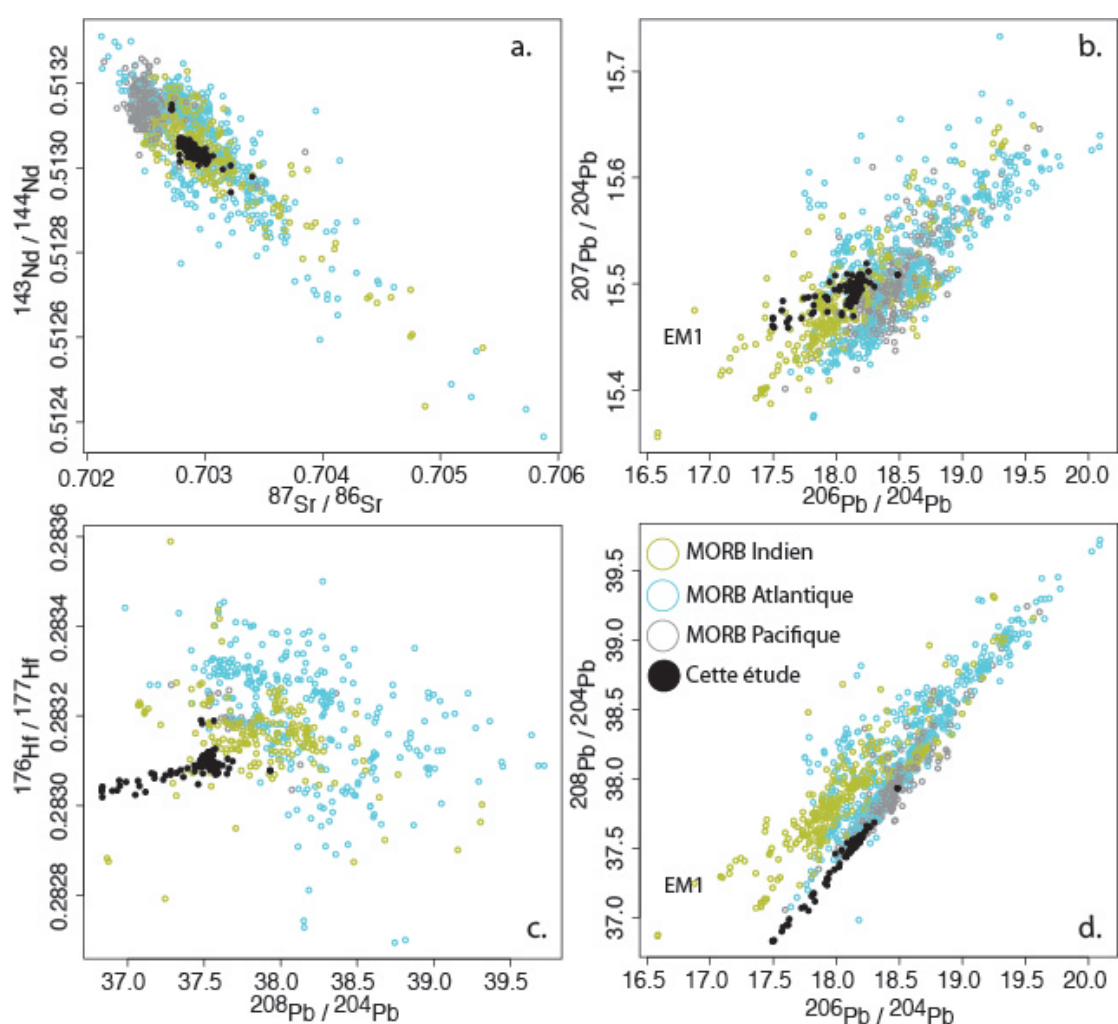 a.
143Nd / 144Nd
0.5132
0.5130
0.5128
0.5126
0.5124
0.702 0.703 0.704 0.705 0.706
87Sr / 86Sr
b.
207Pb / 204Pb
15.7
15.6
15.5
15.4
EM1
16.5 17.0 17.5 18.0 18.5 19.0 19.5 20.0
206Pb / 204Pb
c.
176Hf / 177Hf
0.2836
0.2834
0.2832
0.2830
0.2828
37.0 37.5 38.0 38.5 39.0 39.5
208Pb / 204Pb
d.
MORB Indien
MORB Atlantique
MORB Pacifique
Cette étude
208Pb / 204Pb
39.5
39.0
38.5
38.0
37.5
37.0
EM1
16.5 17.0 17.5 18.0 18.5 19.0 19.5 20.0
206Pb / 204Pb